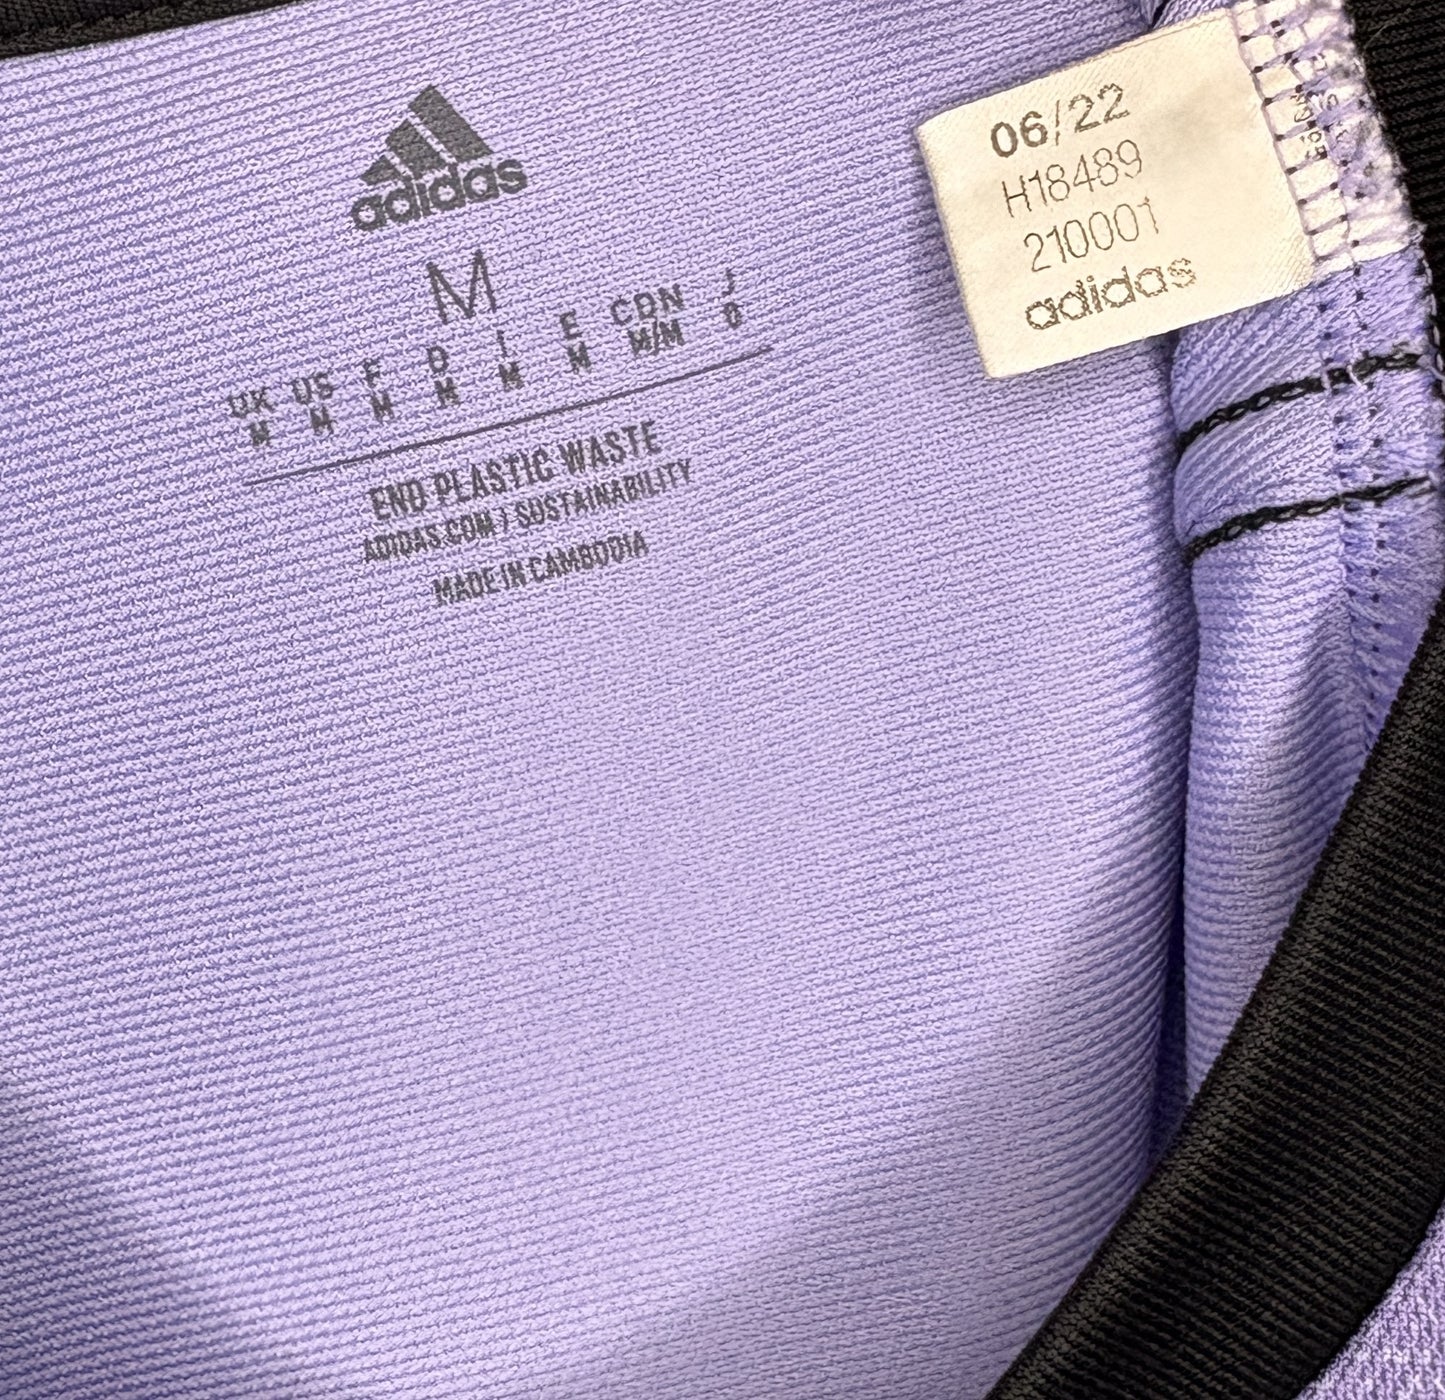 adidas
M
UK US F D I E CDN J
M M M M M M M/M O
END PLASTIC WASTE
ADIDAS.COM / SUSTAINABILITY
MADE IN CAMBODIA
06/22
H18489
210001
adidas